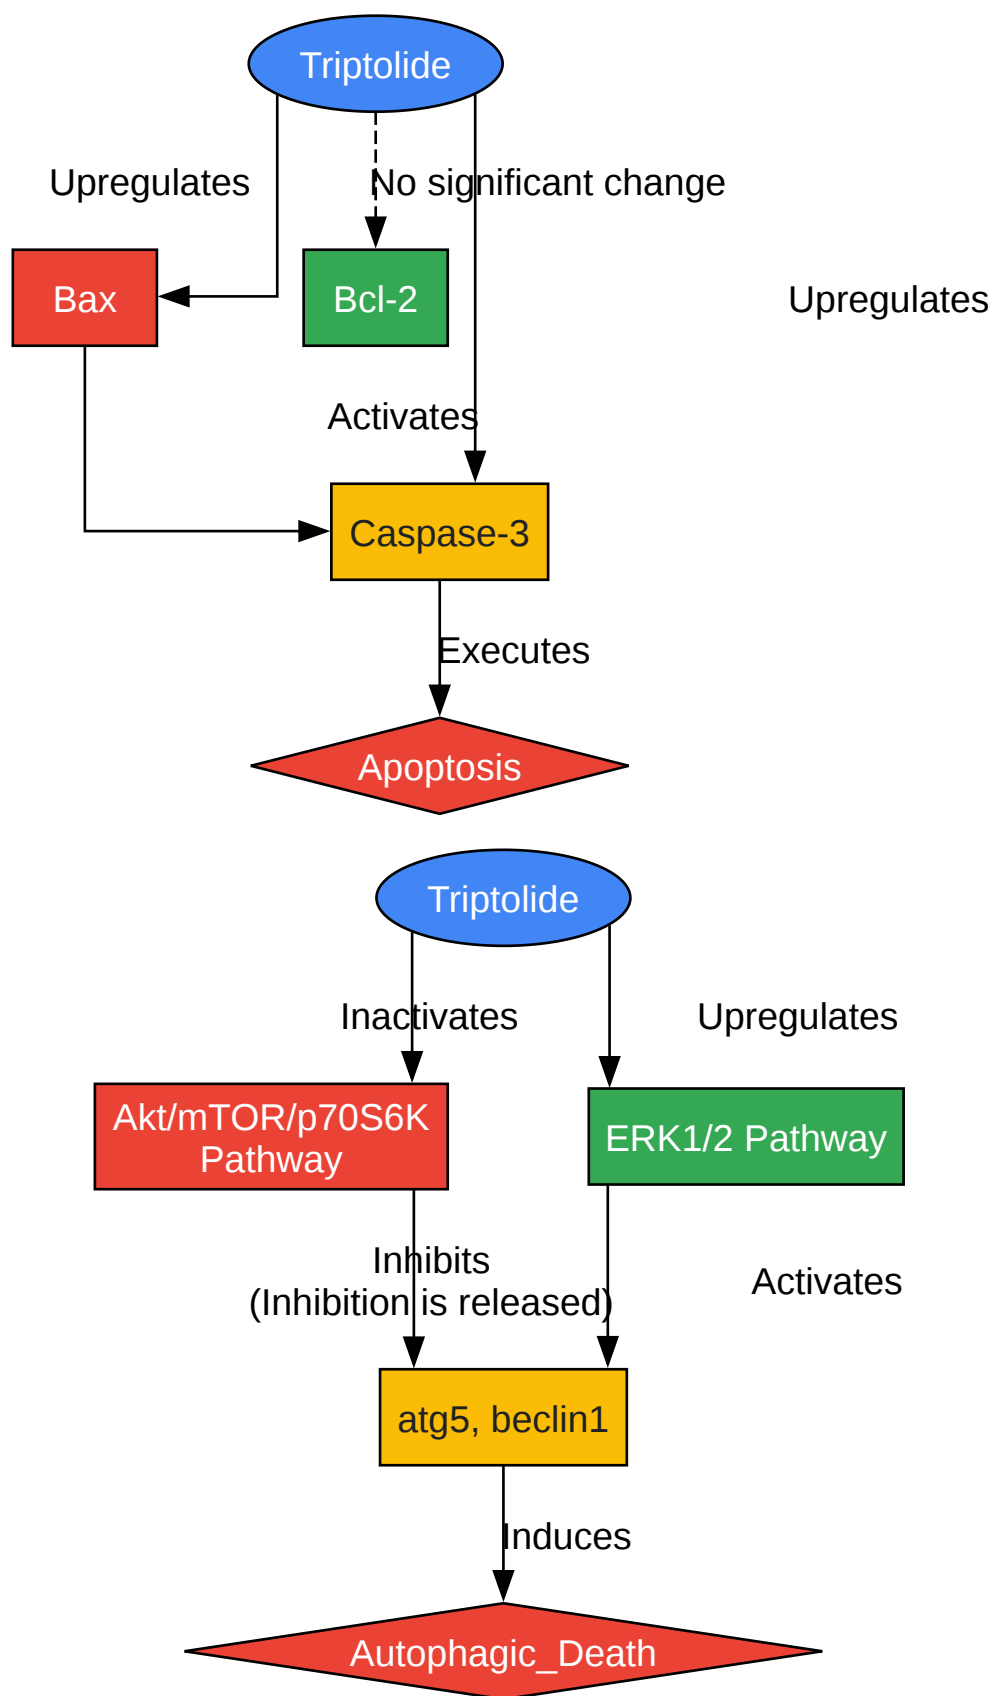 Triptolide
Upregulates
No significant change
Bax
Bcl-2
Upregulates
Activates
Caspase-3
Executes
Apoptosis
Triptolide
Inactivates
Upregulates
Akt/mTOR/p70S6K
Pathway
ERK1/2 Pathway
Inhibits
(Inhibition is released)
Activates
atg5, beclin1
Induces
Autophagic_Death